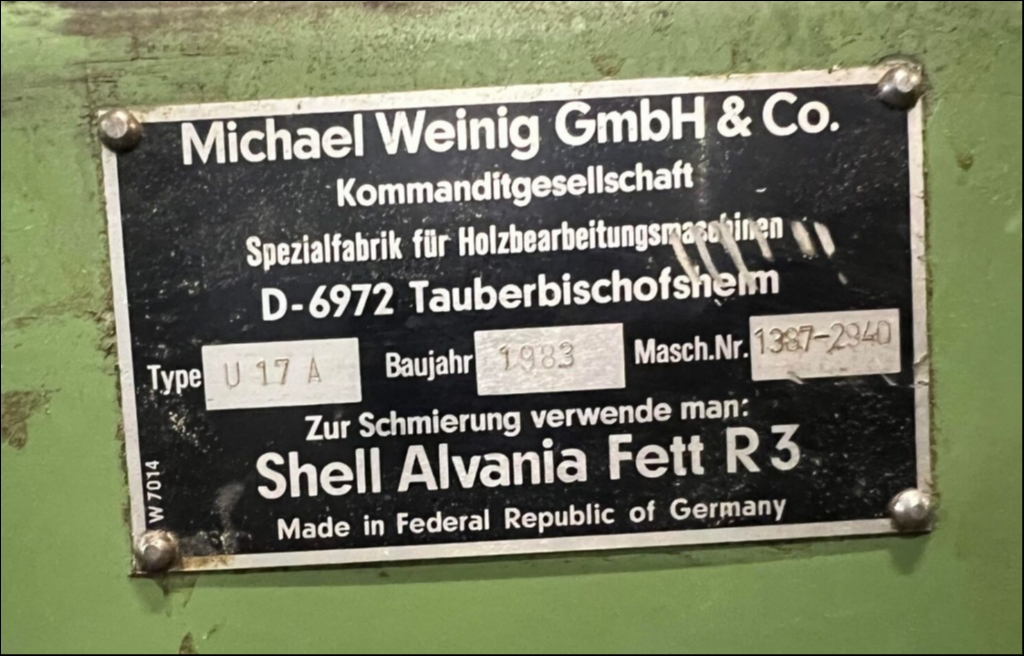 Michael Weinig GmbH & Co.
Kommanditgesellschaft
Spezialfabrik für Holzbearbeitungsmaschinen
D-6972 Tauberbischofsheim
Type U 17 A Baujahr 1983 Masch.Nr. 1387-2940
Zur Schmierung verwende man:
Shell Alvania Fett R 3
Made in Federal Republic of Germany
W 7014